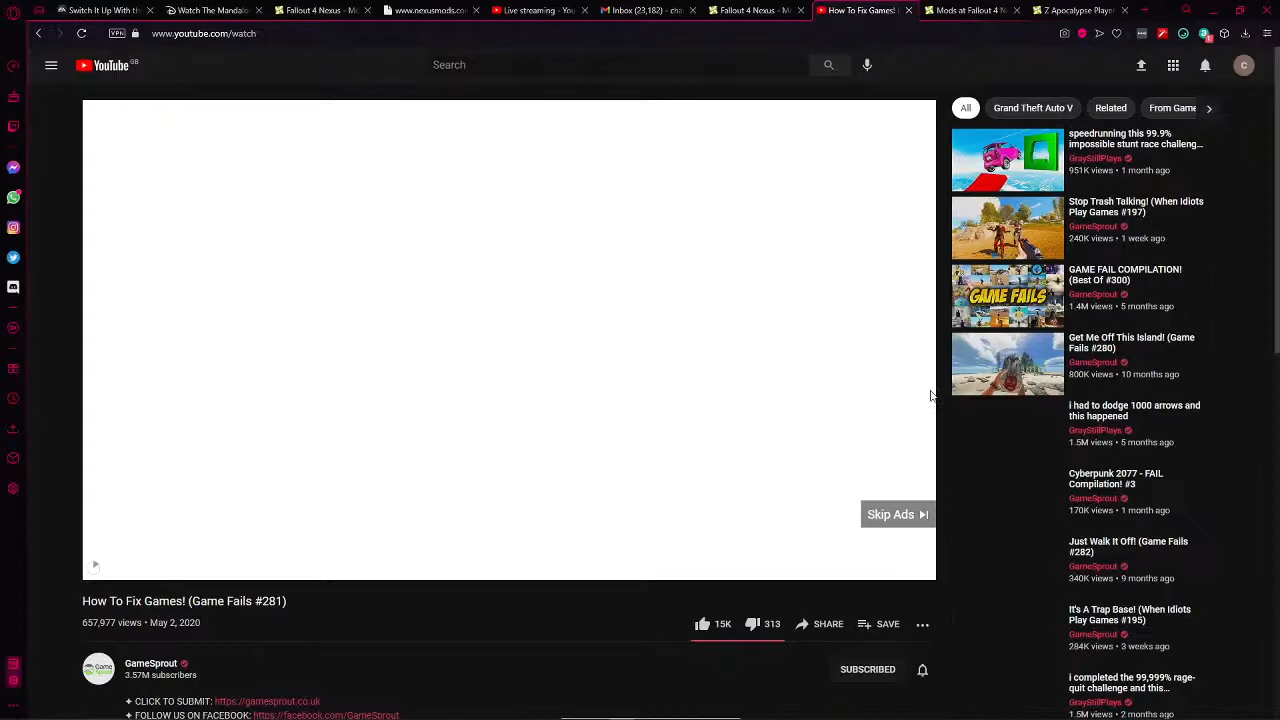 Switch It Up With th
Watch The Mandalo
Fallout 4 Nexus - Mo
www.nexusmods.com
Live streaming - You
Inbox (23,182) - cha
Fallout 4 Nexus - M
How To Fix Games! (
Mods at Fallout 4 N
Z Apocalypse Player
VPN
www.youtube.com/watch
YouTube GB
Search
C
All
Grand Theft Auto V
Related
From Game
speedrunning this 99.9%
impossible stunt race challeng...
GrayStillPlays
951K views • 1 month ago
Stop Trash Talking! (When Idiots
Play Games #197)
GameSprout
240K views • 1 week ago
GAME FAILS
GAME FAIL COMPILATION!
(Best Of #300)
GameSprout
1.4M views • 5 months ago
Get Me Off This Island! (Game
Fails #280)
GameSprout
800K views • 10 months ago
i had to dodge 1000 arrows and
this happened
GrayStillPlays
1.5M views • 5 months ago
Cyberpunk 2077 - FAIL
Compilation! #3
GameSprout
170K views • 1 month ago
Just Walk It Off! (Game Fails
#282)
GameSprout
340K views • 9 months ago
It's A Trap Base! (When Idiots
Play Games #195)
GameSprout
284K views • 3 weeks ago
i completed the 99,999% rage-
quit challenge and this...
GrayStillPlays
1.5M views • 2 months ago
Skip Ads
How To Fix Games! (Game Fails #281)
657,977 views • May 2, 2020
15K
313
SHARE
SAVE
Game Sprout
GameSprout
3.57M subscribers
SUBSCRIBED
✦ CLICK TO SUBMIT: https://gamesprout.co.uk
✦ FOLLOW US ON FACEBOOK: https://facebook.com/GameSprout